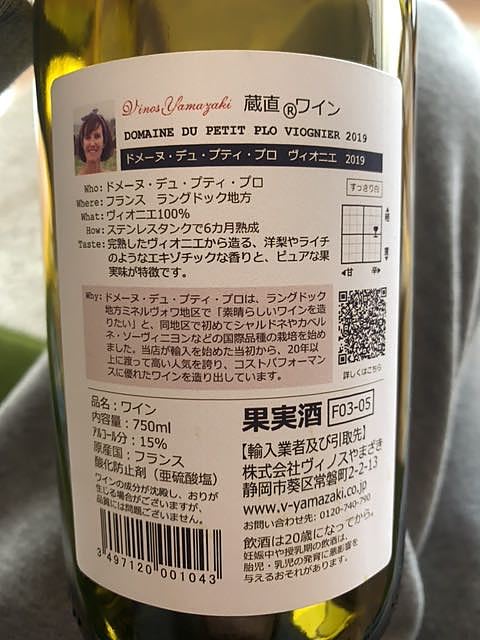 Vinos Yamazaki 蔵直®ワイン
DOMAINE DU PETIT PLO VIOGNIER 2019
ドメーヌ・デュ・プティ・プロ ヴィオニエ 2019
Who:ドメーヌ・デュ・プティ・プロ
Where:フランス ラングドック地方
What:ヴィオニエ100%
How:ステンレスタンクで6カ月熟成
Taste:完熟したヴィオニエから造る、洋梨やライチ
のようなエキゾチックな香りと、ピュアな果
実味が特徴です。
すっきり白
軽
重
甘 辛
Why:ドメーヌ・デュ・プティ・プロは、ラングドック
地方ミネルヴォワ地区で「素晴らしいワインを造
りたい」と、同地区で初めてシャルドネやカベル
ネ・ソーヴィニヨンなどの国際品種の栽培を始め
ました。当店が輸入を始めた当初から、20年以
上に渡って高い人気を誇り、コストパフォーマン
スに優れたワインを造り出しています。
詳しくはこちら
品名:ワイン
内容量:750ml
アルコール分:15%
原産国:フランス
酸化防止剤(亜硫酸塩)
ワインの成分が沈殿し、おりが
生じる場合がございますが、
品質には問題ございません。
3 497120 001043
果実酒 F03-05
【輸入業者及び引取先】
株式会社ヴィノスやまざき
静岡市葵区常磐町2-2-13
www.v-yamazaki.co.jp
お問い合わせ先: 0120-740-790
飲酒は20歳になってから。
妊娠中や授乳期の飲酒は、
胎児・乳児の発育に悪影響を
与えるおそれがあります。